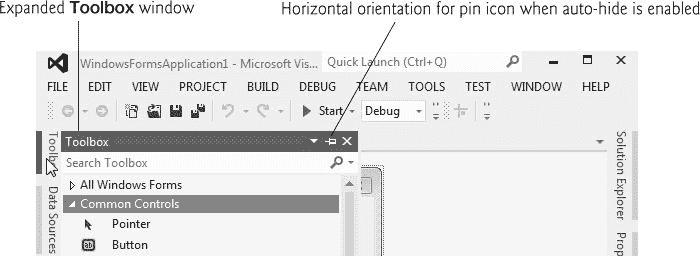 Expanded Toolbox window
Horizontal orientation for pin icon when auto-hide is enabled
WindowsFormsApplication1 - Microsoft Vis... Quick Launch (Ctrl+Q)
FILE EDIT VIEW PROJECT BUILD DEBUG TEAM TOOLS TEST WINDOW HELP
Start Debug
Toolbox
Search Toolbox
All Windows Forms
Common Controls
Pointer
ab Button
Data Sources
Solution Explorer